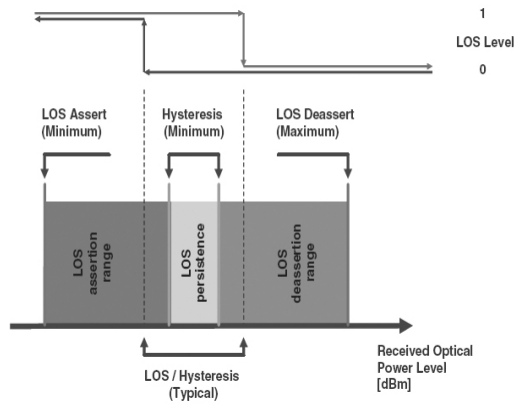 1
LOS Level
0
LOS Assert
(Minimum)
Hysteresis
(Minimum)
LOS Deassert
(Maximum)
LOS
assertion
range
LOS
persistence
LOS
deassertion
range
Received Optical
Power Level
[dBm]
LOS / Hysteresis
(Typical)